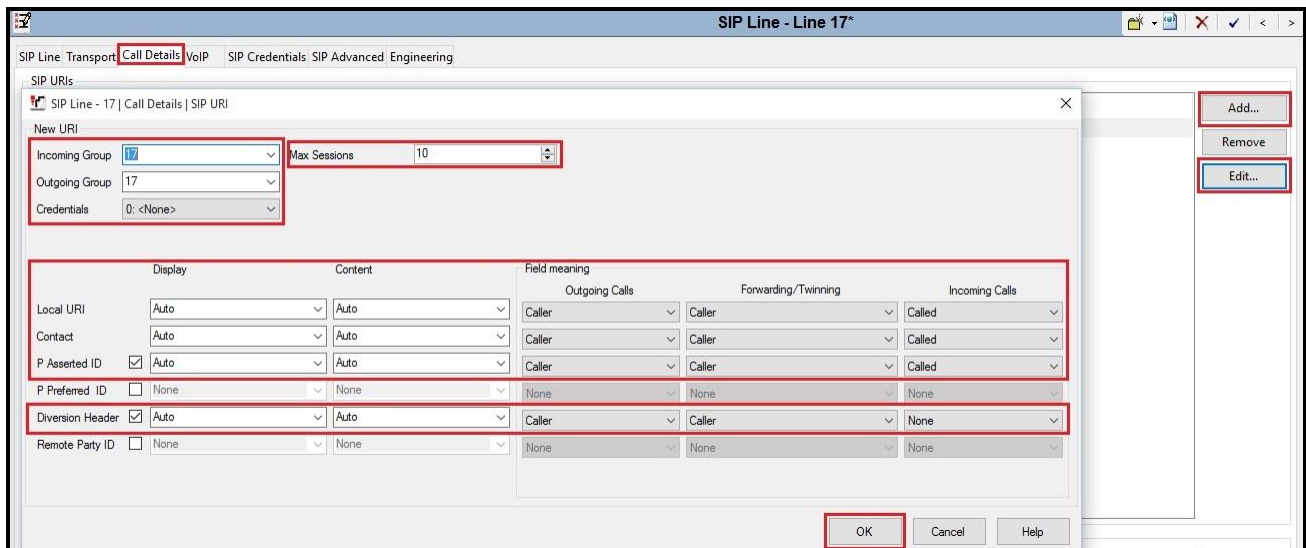 SIP Line - Line 17*
SIP Line Transport Call Details VoIP SIP Credentials SIP Advanced Engineering
SIP URIs
SIP Line - 17 | Call Details | SIP URI
Add...
New URI
Remove
Incoming Group 17 Max Sessions 10
Edit...
Outgoing Group 17
Credentials 0: <None>
Display Content Field meaning
Outgoing Calls Forwarding/Twinning Incoming Calls
Local URI Auto Auto Caller Caller Called
Contact Auto Auto Caller Caller Called
P Asserted ID Auto Auto Caller Caller Called
P Preferred ID None None None None None
Diversion Header Auto Auto Caller Caller None
Remote Party ID None None None None None
OK Cancel Help